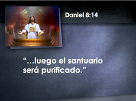 Daniel 8:14
“...luego el santuario
será purificado.”